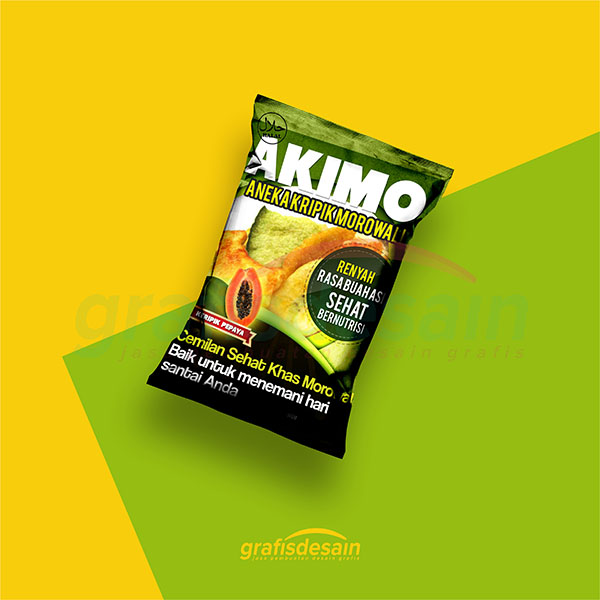 حلال
HALAL
AKIMO
ANEKA KRIPIK MOROWALI
RENYAH
RASA BUAH ASLI
SEHAT
BERNUTRISI
KRIPIK PEPAYA
Cemilan Sehat Khas Morowali
Baik untuk menemani hari
santai Anda
grafisdesain
jasa pembuatan desain grafis
grafisdesain
jasa pembuatan desain grafis